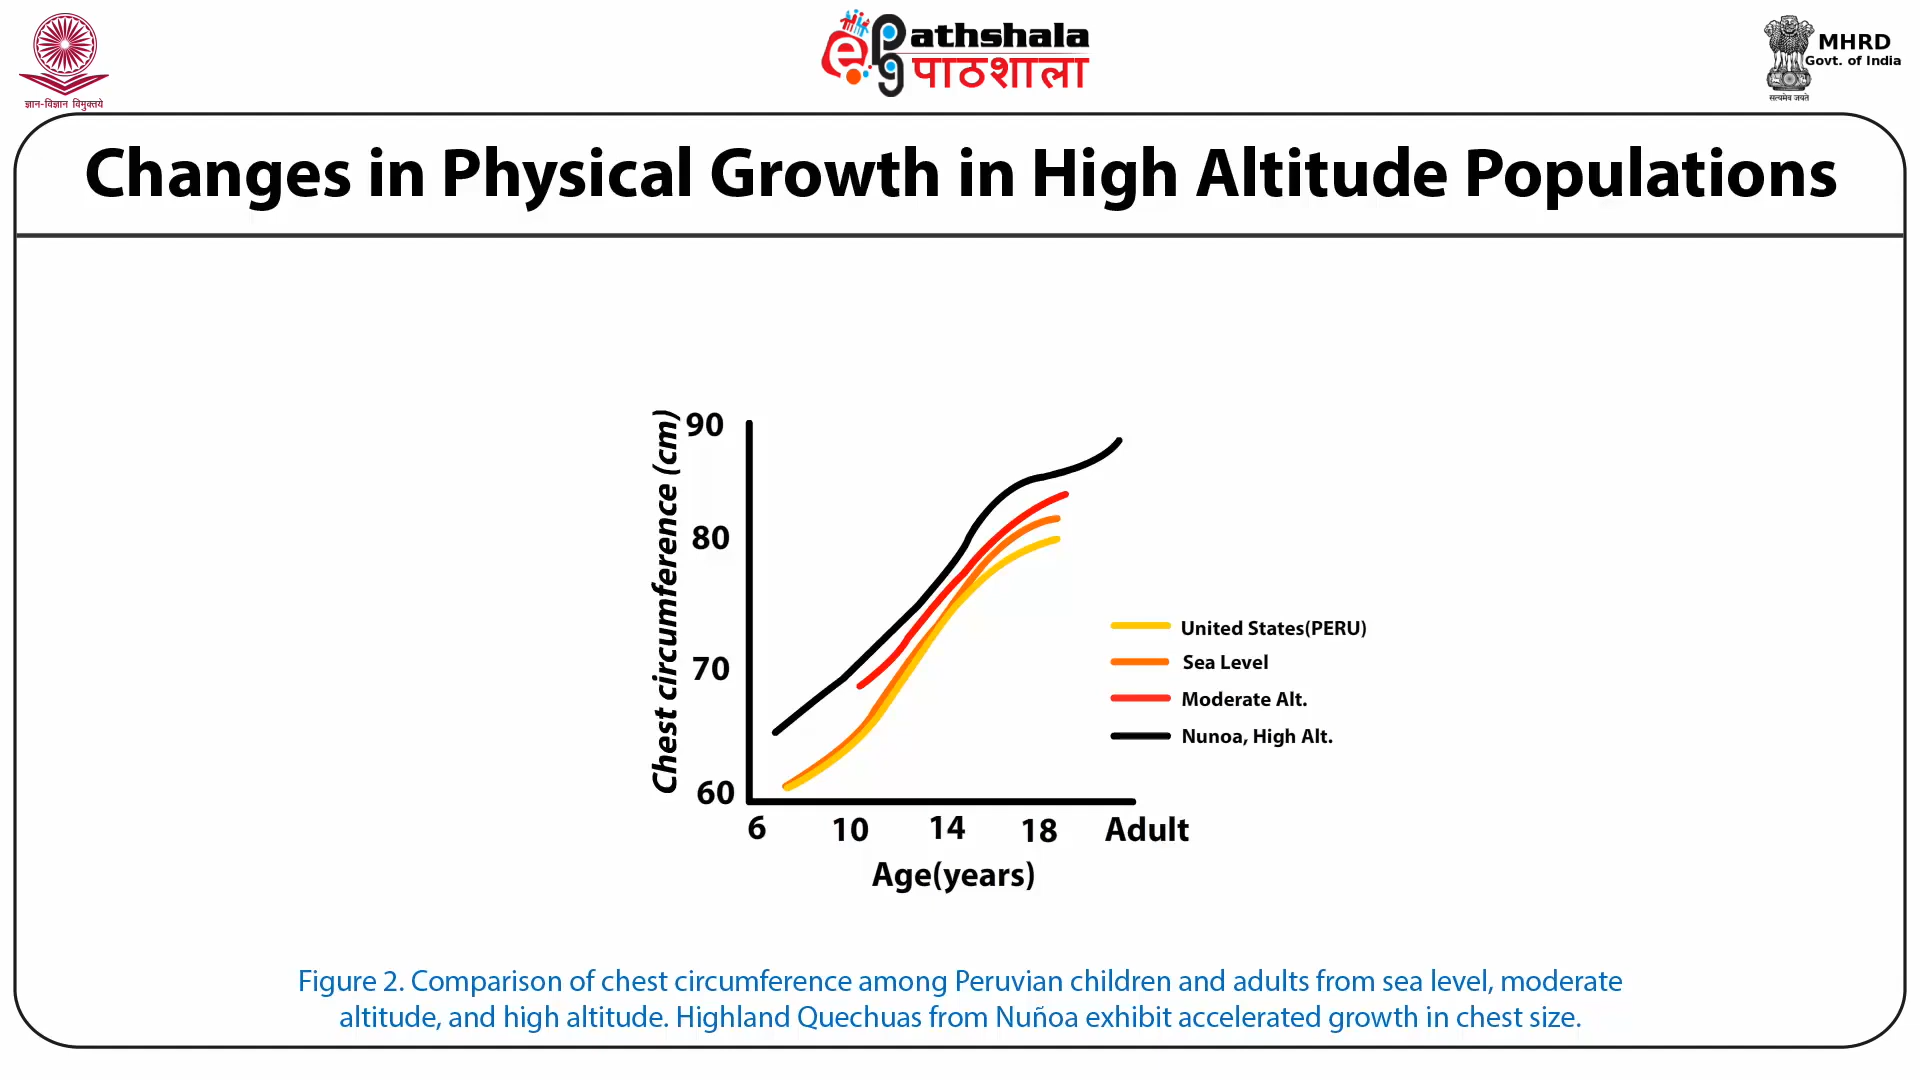 ज्ञान-विज्ञान विमुक्तये
e Pathshala
पाठशाला
MHRD
Govt. of India
सत्यमेव जयते
Changes in Physical Growth in High Altitude Populations
Chest circumference (cm)
90
80
70
60
6 10 14 18 Adult
Age(years)
United States(PERU)
Sea Level
Moderate Alt.
Nunoa, High Alt.
Figure 2. Comparison of chest circumference among Peruvian children and adults from sea level, moderate
altitude, and high altitude. Highland Quechuas from Nuñoa exhibit accelerated growth in chest size.